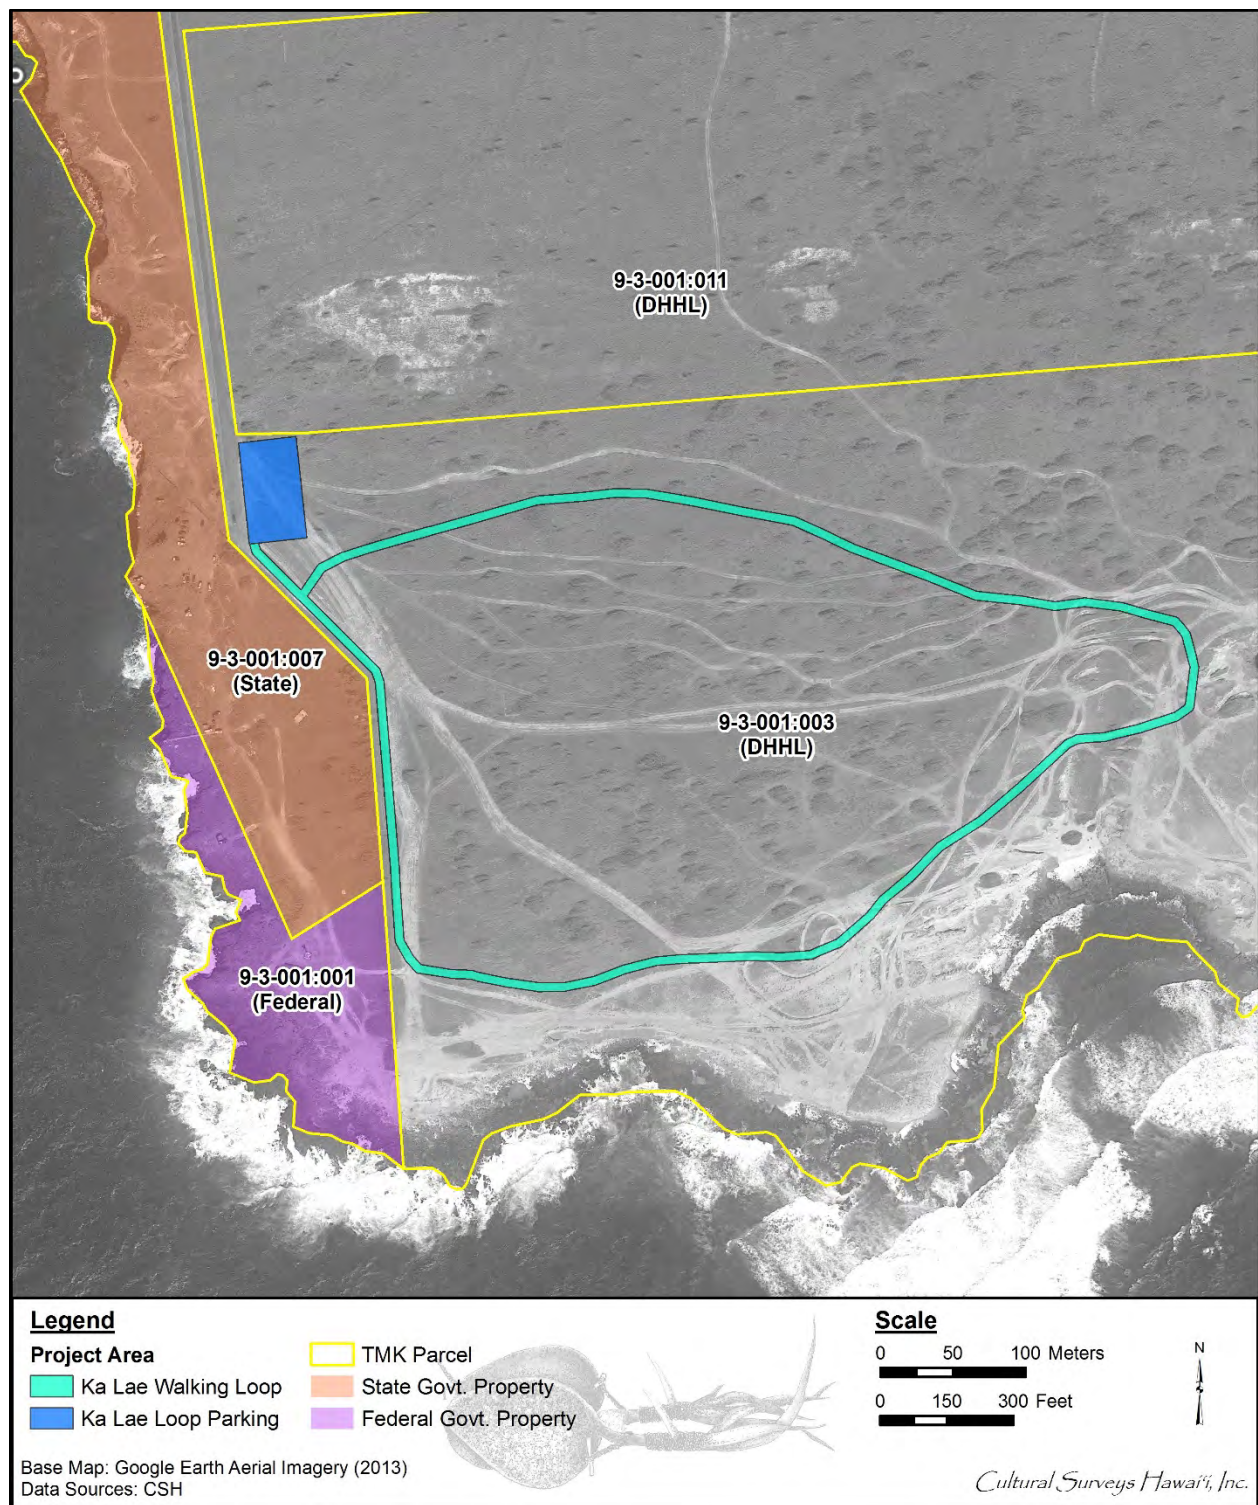 9-3-001:011
(DHHL)
9-3-001:007
(State)
9-3-001:003
(DHHL)
9-3-001:001
(Federal)
Legend
Project Area
Ka Lae Walking Loop
Ka Lae Loop Parking
TMK Parcel
State Govt. Property
Federal Govt. Property
Scale
0 50 100 Meters
0 150 300 Feet
N
Base Map: Google Earth Aerial Imagery (2013)
Data Sources: CSH
Cultural Surveys Hawaiʻi, Inc.